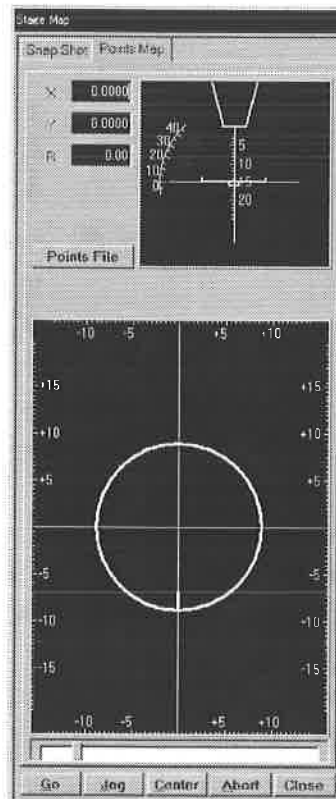 Stage Map
Snap Shot Points Map
X 0.0000
Y 0.0000
R 0.00
Points File
40
30
20
10
0
5
10
15
20
-10 -5 +5 +10
+15 +15
+10 +10
+5 +5
-5 -5
-10 -10
-15 -15
-10 -5 +5 +10
Go Jog Center Abort Close